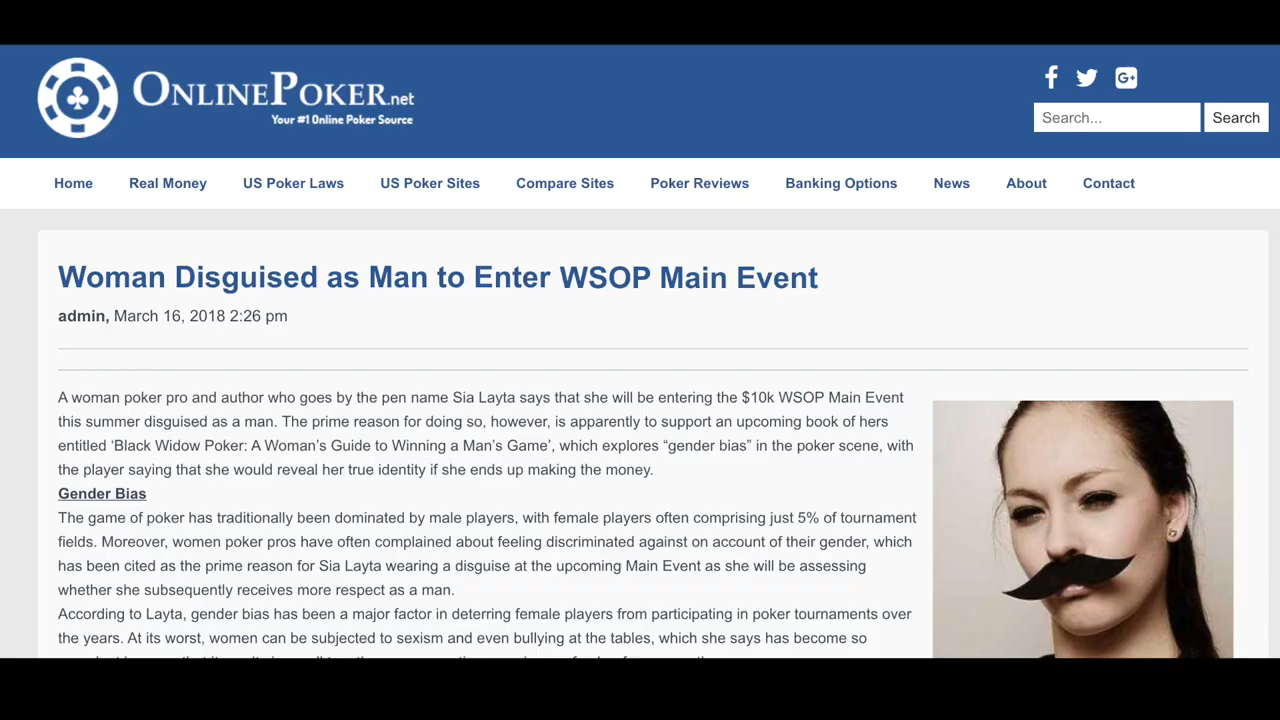 OnlinePoker.net
Your #1 Online Poker Source
Search...
Search
Home
Real Money
US Poker Laws
US Poker Sites
Compare Sites
Poker Reviews
Banking Options
News
About
Contact
Woman Disguised as Man to Enter WSOP Main Event
admin, March 16, 2018 2:26 pm
A woman poker pro and author who goes by the pen name Sia Layta says that she will be entering the $10k WSOP Main Event
this summer disguised as a man. The prime reason for doing so, however, is apparently to support an upcoming book of hers
entitled ‘Black Widow Poker: A Woman’s Guide to Winning a Man’s Game’, which explores “gender bias” in the poker scene, with
the player saying that she would reveal her true identity if she ends up making the money.
Gender Bias
The game of poker has traditionally been dominated by male players, with female players often comprising just 5% of tournament
fields. Moreover, women poker pros have often complained about feeling discriminated against on account of their gender, which
has been cited as the prime reason for Sia Layta wearing a disguise at the upcoming Main Event as she will be assessing
whether she subsequently receives more respect as a man.
According to Layta, gender bias has been a major factor in deterring female players from participating in poker tournaments over
the years. At its worst, women can be subjected to sexism and even bullying at the tables, which she says has become so